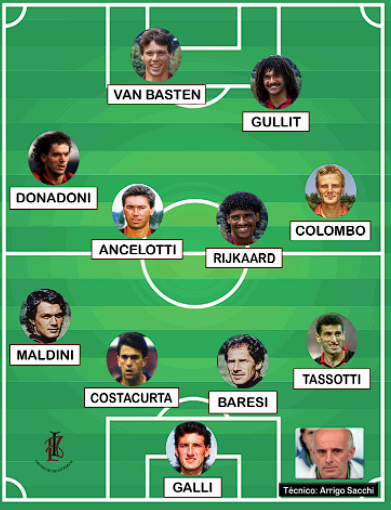 VAN BASTEN
GULLIT
DONADONI
ANCELOTTI
RIJKAARD
COLOMBO
MALDINI
COSTACURTA
BARESI
TASSOTTI
GALLI
Técnico: Arrigo Sacchi